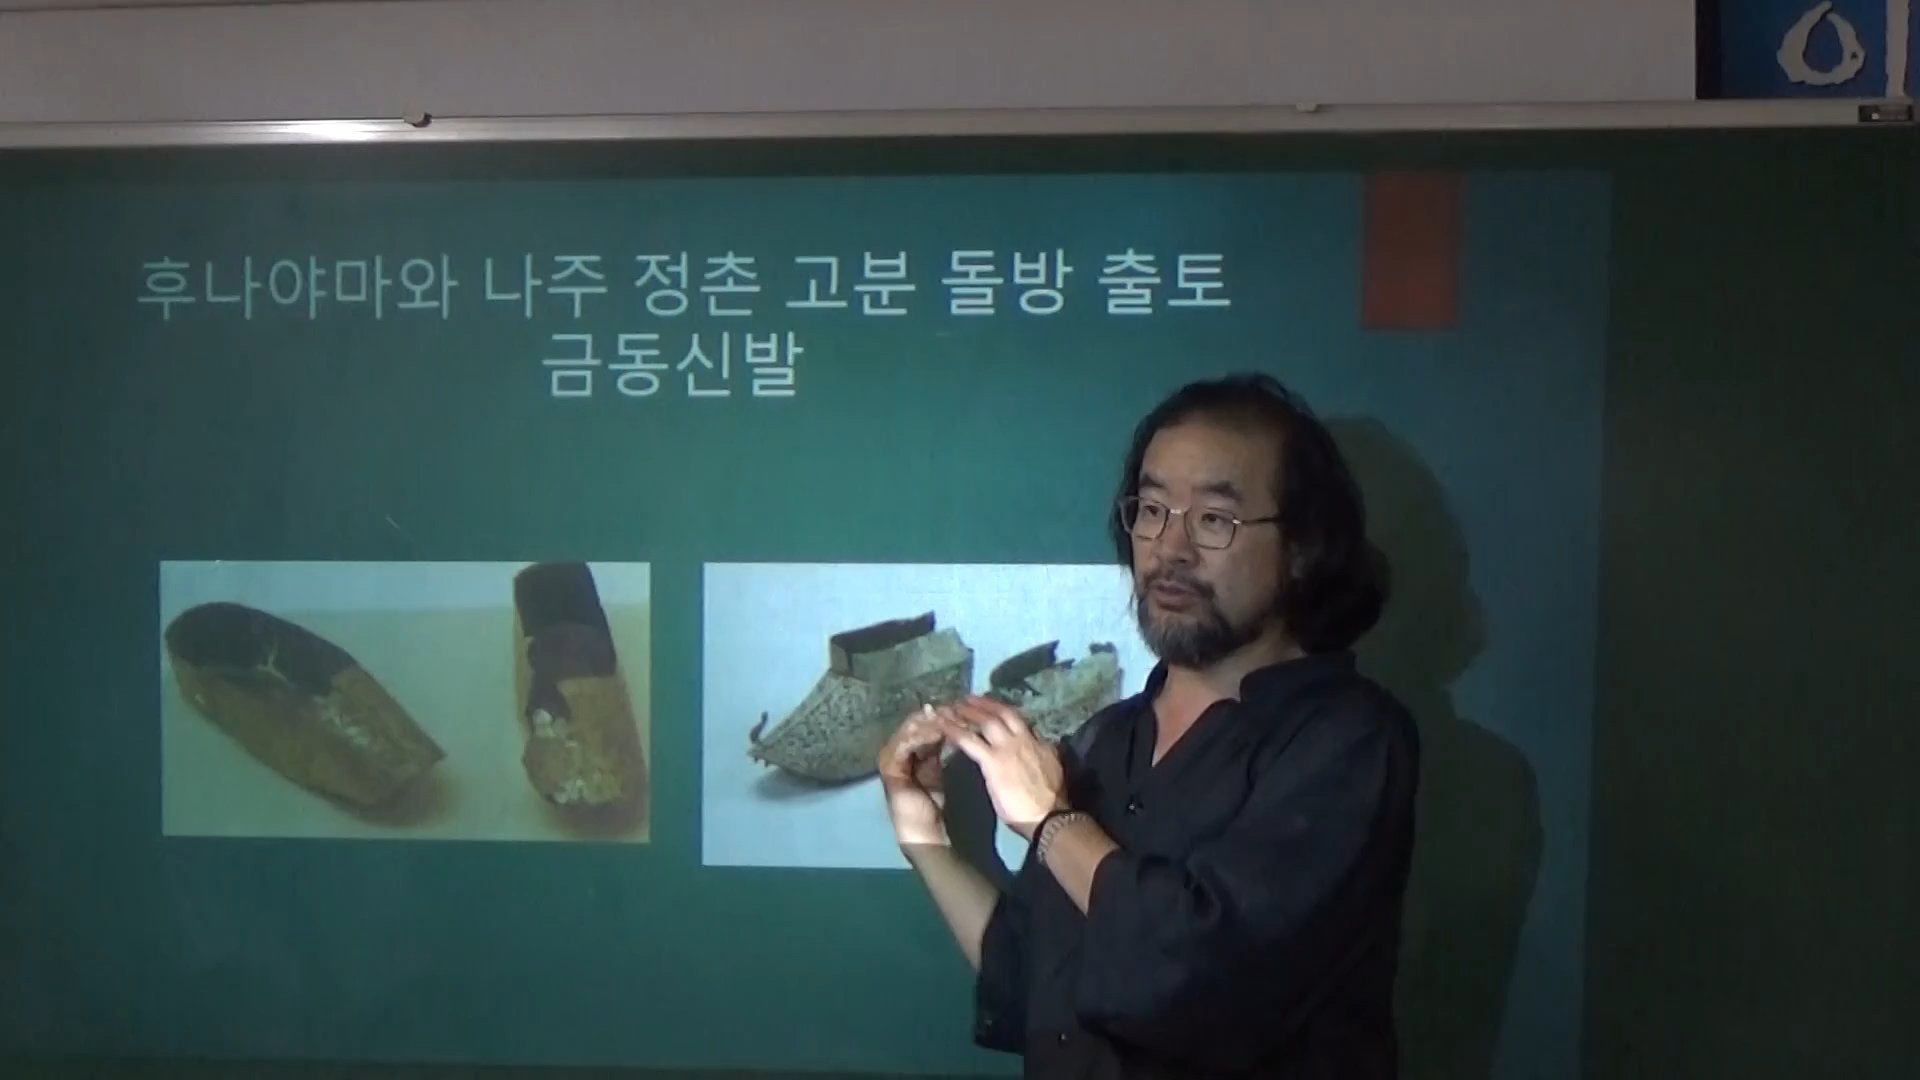 후나야마와 나주 정촌 고분 돌방 출토
금동신발